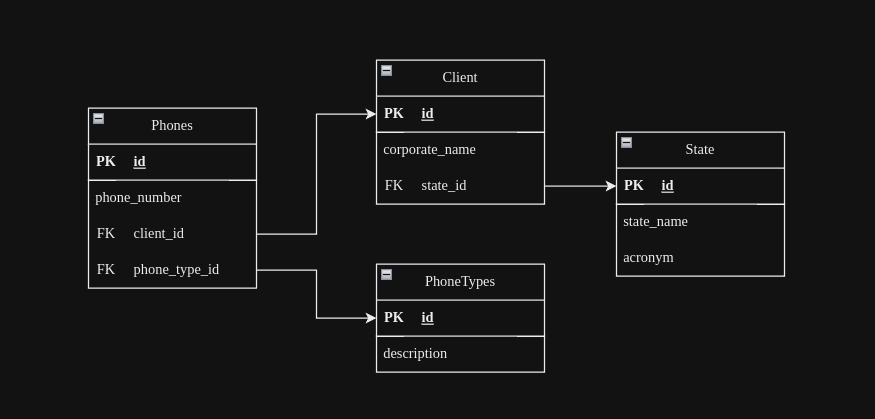 Phones
PK id
phone_number
FK client_id
FK phone_type_id
Client
PK id
corporate_name
FK state_id
PhoneTypes
PK id
description
State
PK id
state_name
acronym